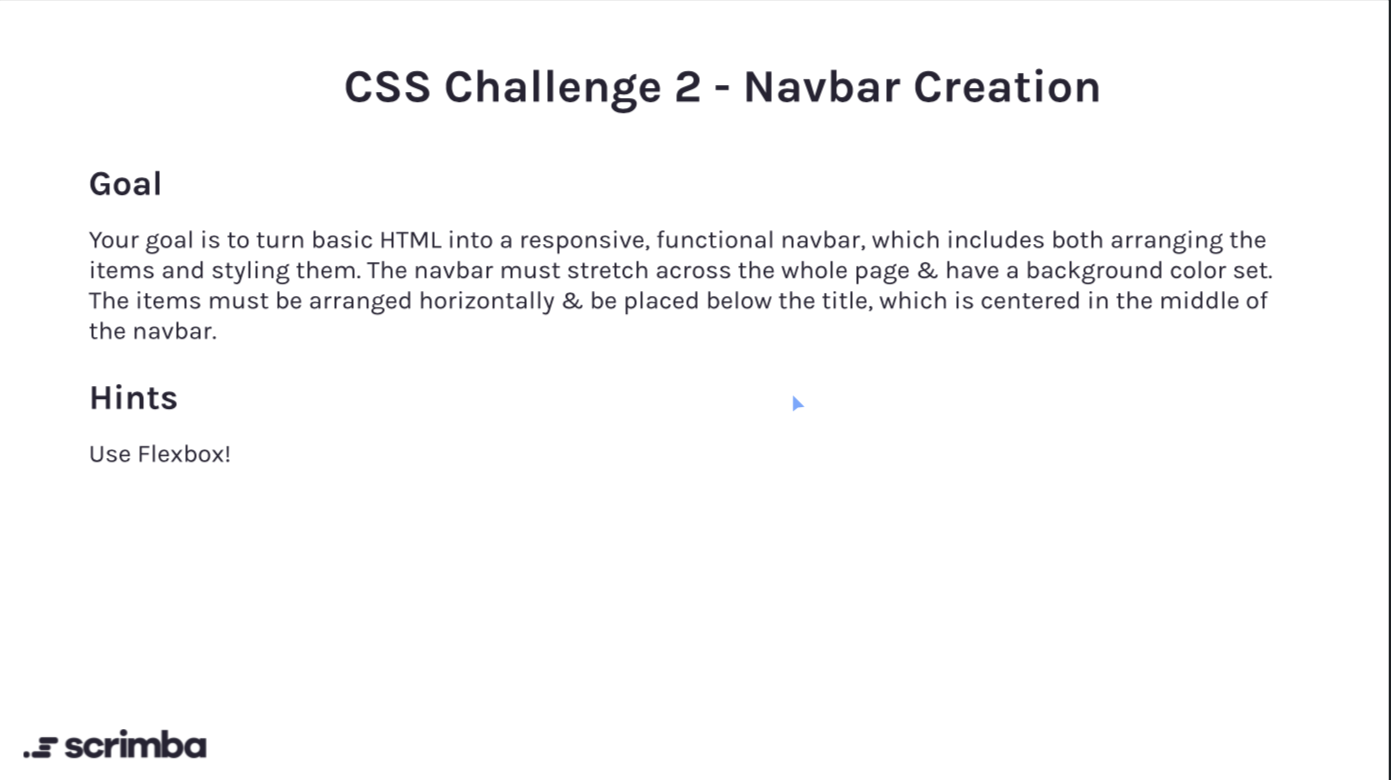 CSS Challenge 2 - Navbar Creation
Goal
Your goal is to turn basic HTML into a responsive, functional navbar, which includes both arranging the
items and styling them. The navbar must stretch across the whole page & have a background color set.
The items must be arranged horizontally & be placed below the title, which is centered in the middle of
the navbar.
Hints
Use Flexbox!
scrimba